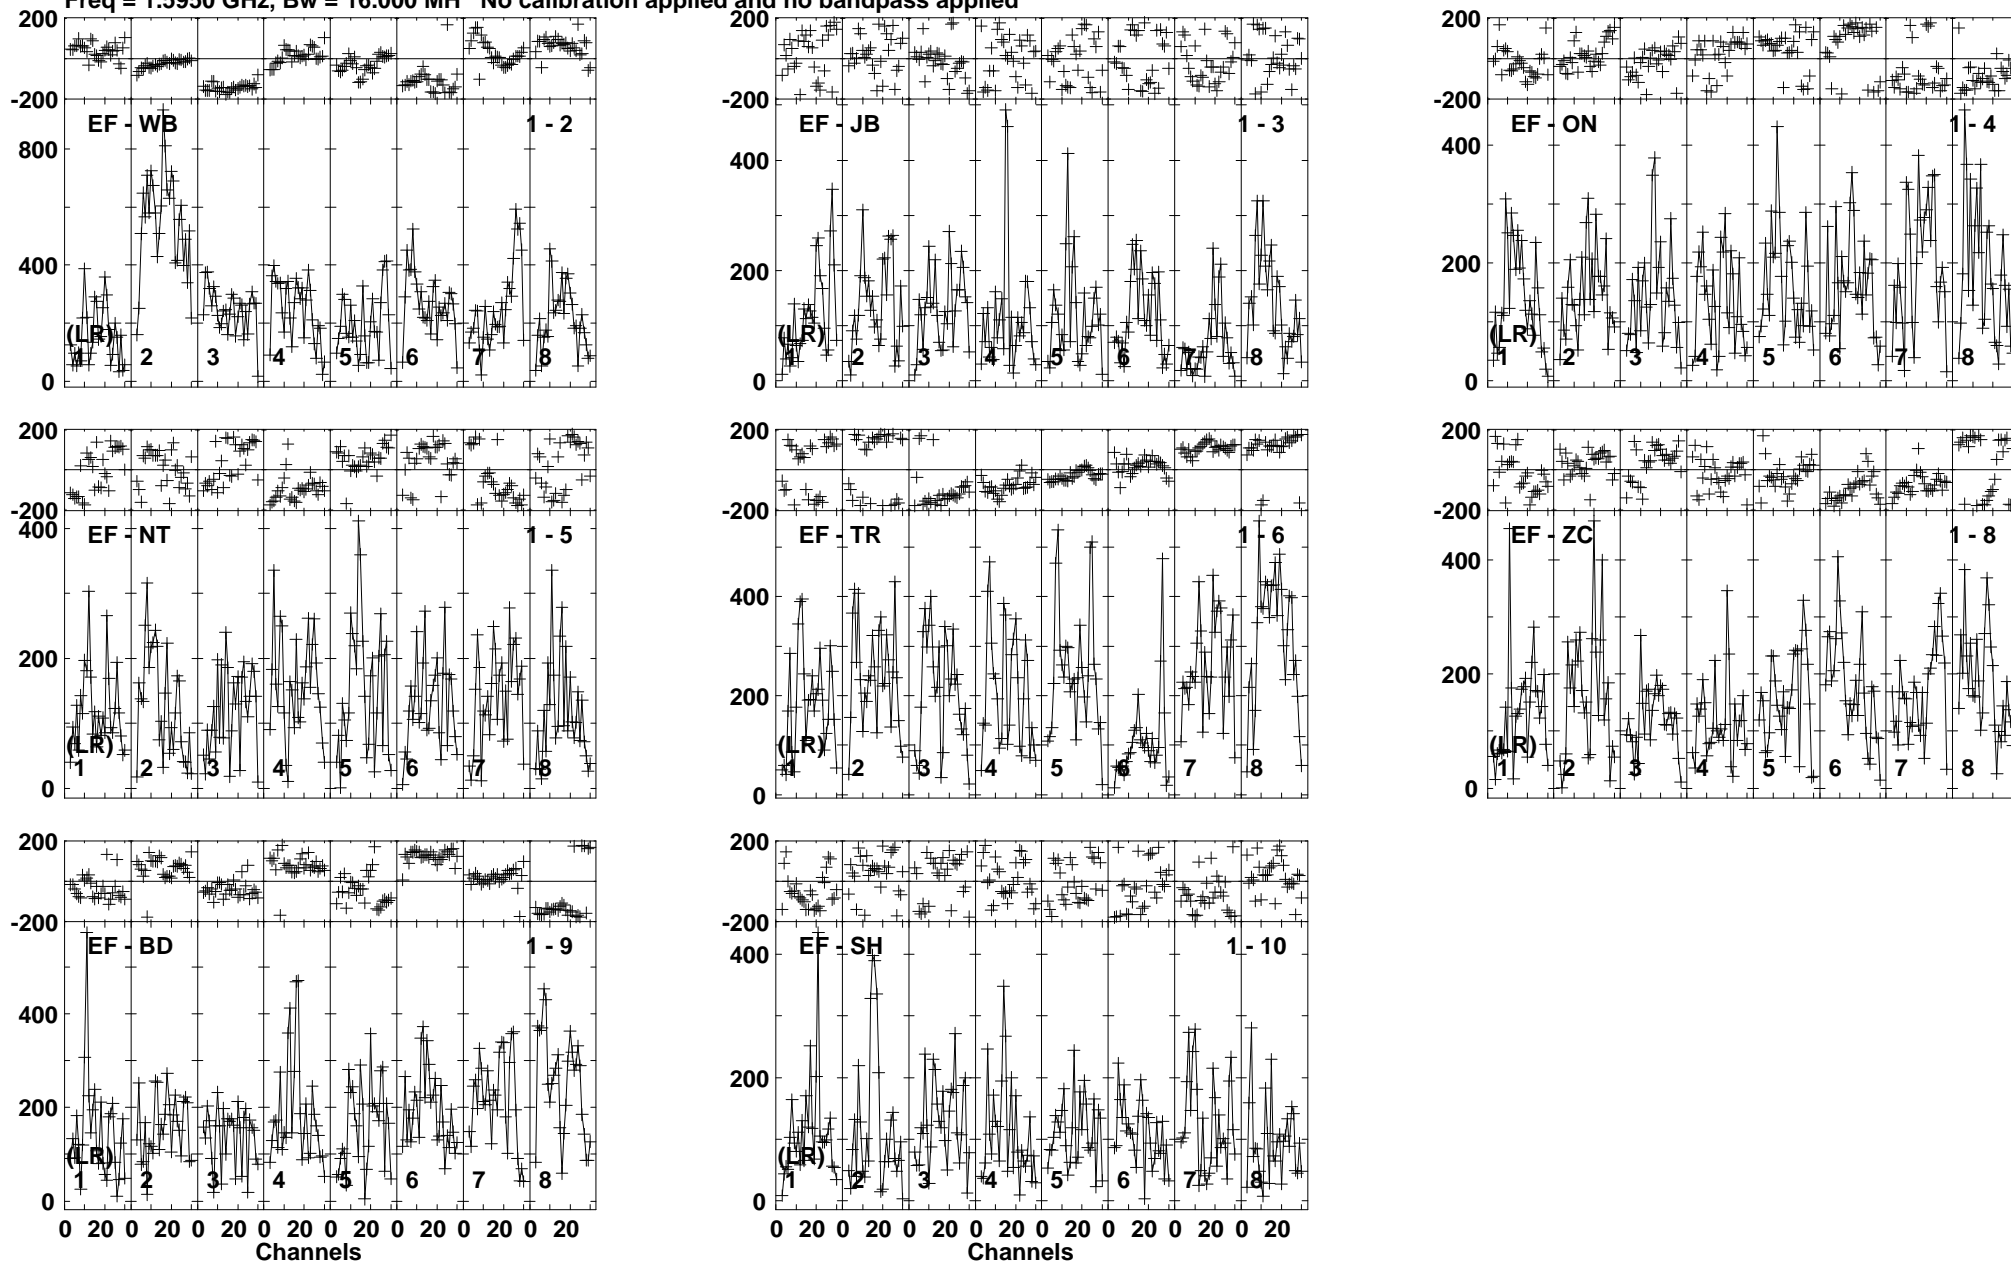 Freq = 1.5950 GHz, Bw = 16.000 MH No calibration applied and no bandpass applied
200 200 200
-200 -200 -200
EF - WB 1 - 2 EF - JB 1 - 3 EF - ON 1 - 4
800 400 400
400 200 200
(LR) (LR) (LR)
1 2 3 4 5 6 7 8 1 2 3 4 5 6 7 8 1 2 3 4 5 6 7 8
0 0 0
200 200 200
-200 -200 -200
EF - NT 1 - 5 EF - TR 1 - 6 EF - ZC 1 - 8
400 400 400
200 200 200
(LR) (LR) (LR)
1 2 3 4 5 6 7 8 1 2 3 4 5 6 7 8 1 2 3 4 5 6 7 8
0 0 0
200 200
-200 -200
EF - BD 1 - 9 EF - SH 1 - 10
400 400
200 200
(LR) (LR)
1 2 3 4 5 6 7 8 1 2 3 4 5 6 7 8
0 0
0 20 0 20 0 20 0 20 0 20 0 20 0 20 0 20 0 20 0 20 0 20 0 20 0 20 0 20 0 20 0 20
Channels Channels